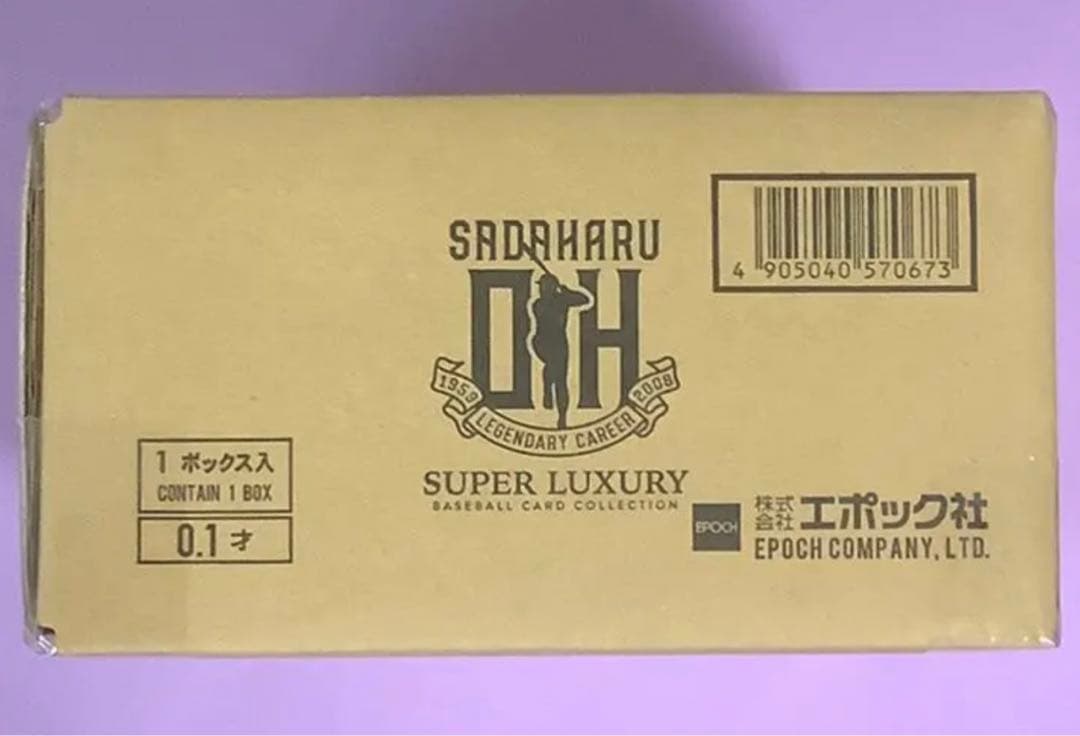 SADAHARU
OH
1959
LEGENDARY CAREER
2008
SUPER LUXURY
BASEBALL CARD COLLECTION
4 905040 570673
1 ボックス入
CONTAIN 1 BOX
0.1 才
EPOCH
株式会社 エポック社
EPOCH COMPANY, LTD.